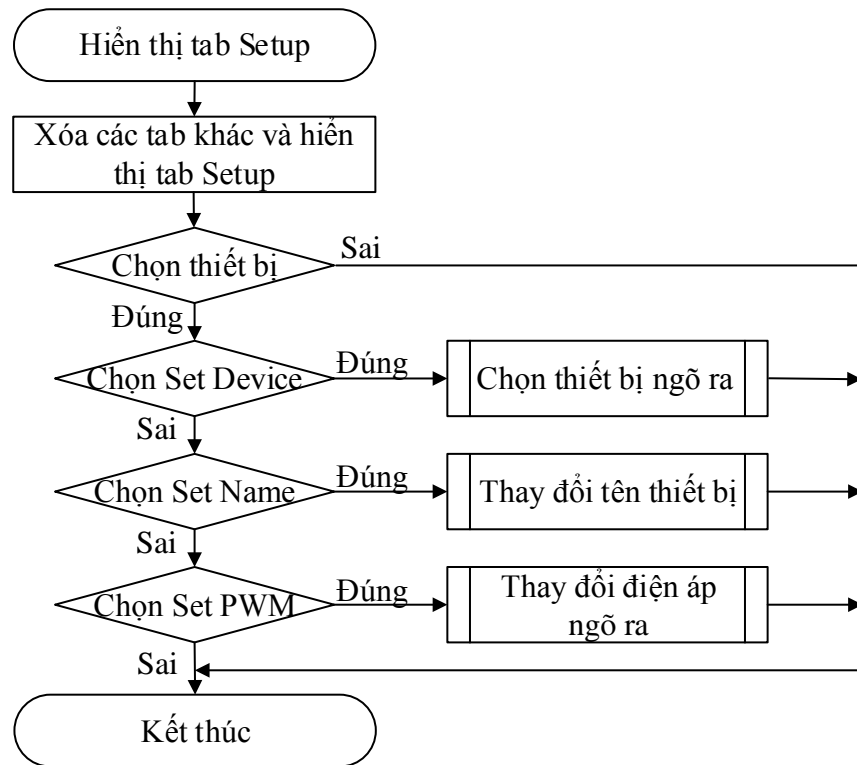 Hiển thị tab Setup
Xóa các tab khác và hiển
thị tab Setup
Chọn thiết bị
Sai
Đúng
Chọn Set Device
Đúng
Chọn thiết bị ngõ ra
Sai
Chọn Set Name
Đúng
Thay đổi tên thiết bị
Sai
Chọn Set PWM
Đúng
Thay đổi điện áp
ngõ ra
Sai
Kết thúc